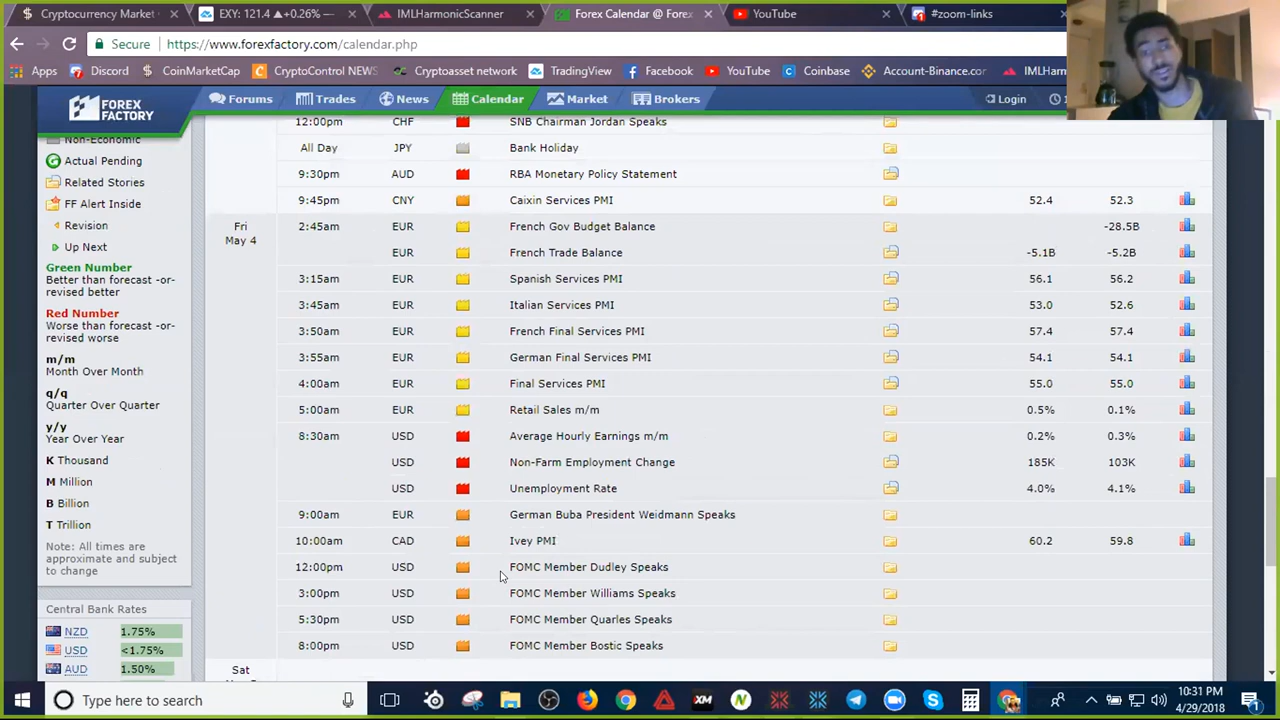 Cryptocurrency Market
EXY: 121.4 ▲+0.26% —
IMLHarmonicScanner
Forex Calendar @ Forex
YouTube
#zoom-links
Secure https://www.forexfactory.com/calendar.php
Apps Discord CoinMarketCap CryptoControl NEWS Cryptoasset network TradingView Facebook YouTube Coinbase Account-Binance.com IMLHarm
FOREX FACTORY
Forums Trades News Calendar Market Brokers Login
Non-Economic
Actual Pending
Related Stories
FF Alert Inside
Revision
Up Next
Green Number
Better than forecast -or-
revised better
Red Number
Worse than forecast -or-
revised worse
m/m
Month Over Month
q/q
Quarter Over Quarter
y/y
Year Over Year
K Thousand
M Million
B Billion
T Trillion
Note: All times are
approximate and subject
to change
Central Bank Rates
NZD 1.75%
USD <1.75%
AUD 1.50%
12:00pm CHF SNB Chairman Jordan Speaks
All Day JPY Bank Holiday
9:30pm AUD RBA Monetary Policy Statement
9:45pm CNY Caixin Services PMI 52.4 52.3
Fri May 4 2:45am EUR French Gov Budget Balance -28.5B
EUR French Trade Balance -5.1B -5.2B
3:15am EUR Spanish Services PMI 56.1 56.2
3:45am EUR Italian Services PMI 53.0 52.6
3:50am EUR French Final Services PMI 57.4 57.4
3:55am EUR German Final Services PMI 54.1 54.1
4:00am EUR Final Services PMI 55.0 55.0
5:00am EUR Retail Sales m/m 0.5% 0.1%
8:30am USD Average Hourly Earnings m/m 0.2% 0.3%
USD Non-Farm Employment Change 185K 103K
USD Unemployment Rate 4.0% 4.1%
9:00am EUR German Buba President Weidmann Speaks
10:00am CAD Ivey PMI 60.2 59.8
12:00pm USD FOMC Member Dudley Speaks
3:00pm USD FOMC Member Williams Speaks
5:30pm USD FOMC Member Quarles Speaks
8:00pm USD FOMC Member Bostic Speaks
Sat
Type here to search
XM
10:31 PM
4/29/2018